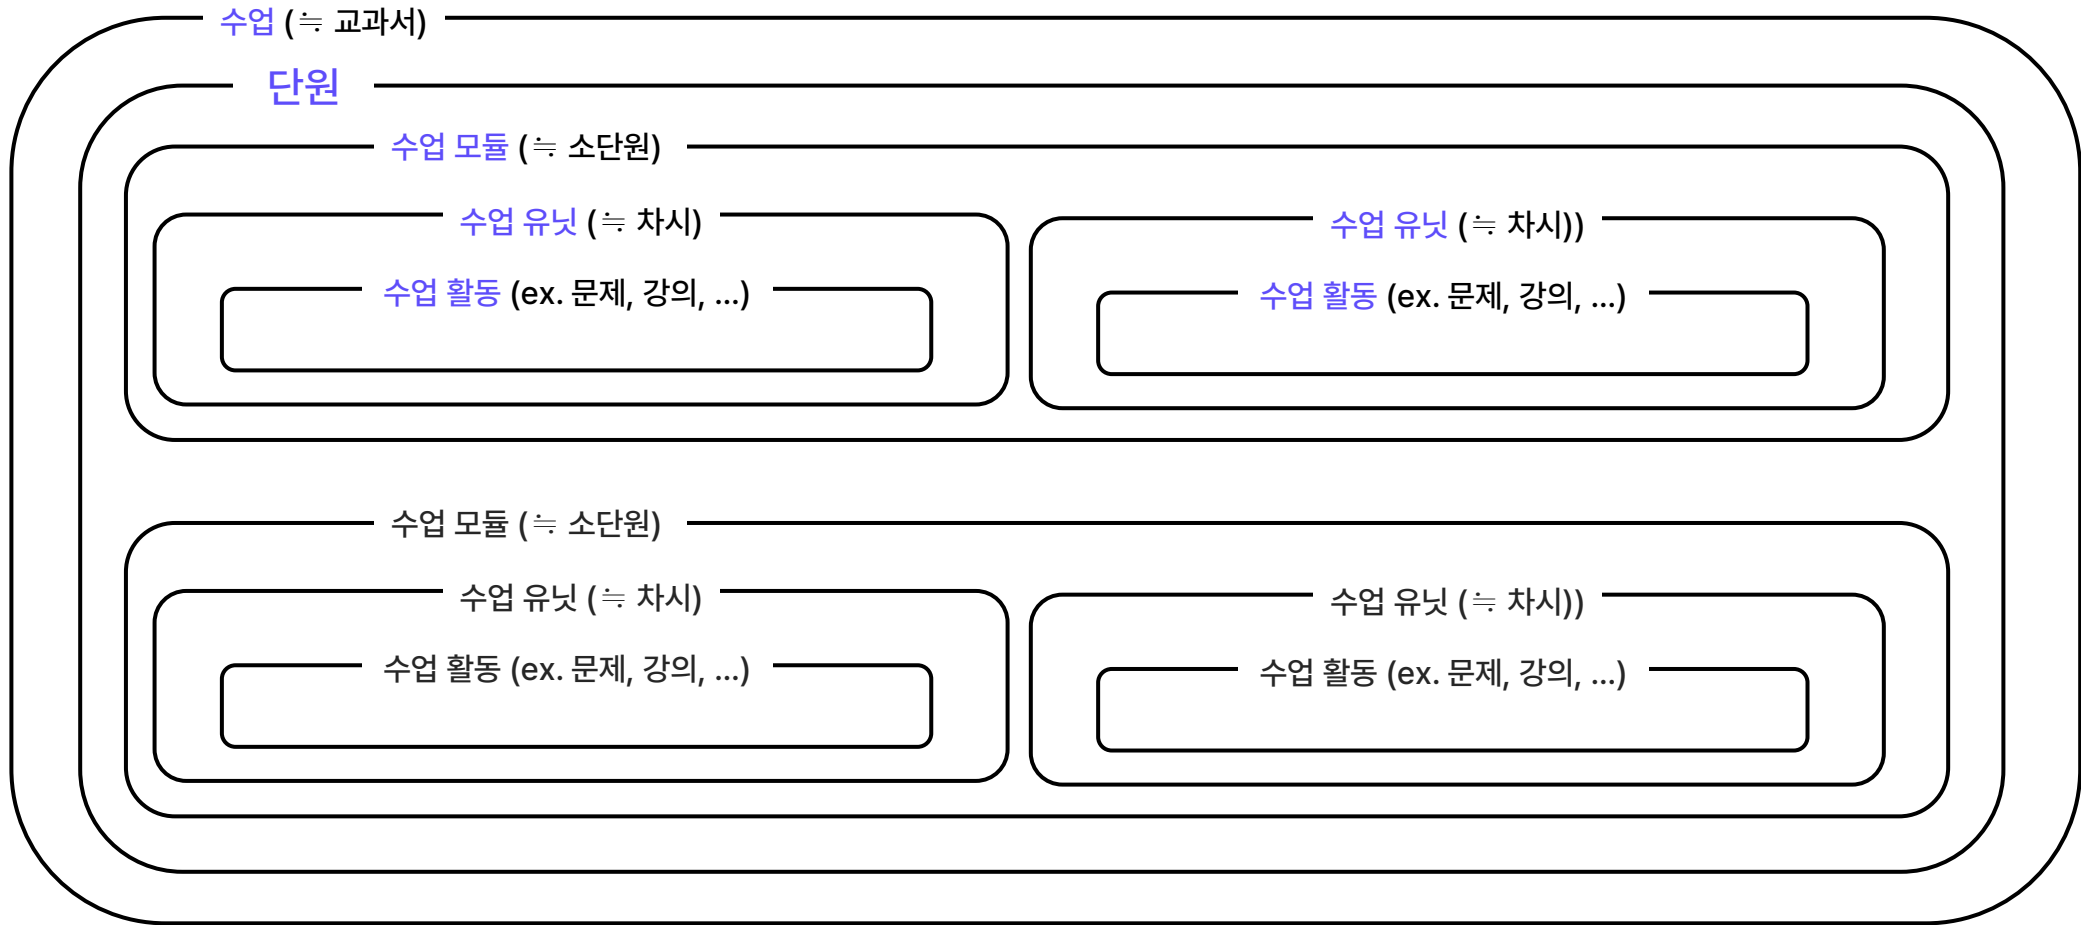 수업 (≒ 교과서)
단원
수업 모듈 (≒ 소단원)
수업 유닛 (≒ 차시)
수업 유닛 (≒ 차시))
수업 활동 (ex. 문제, 강의, ...)
수업 활동 (ex. 문제, 강의, ...)
수업 모듈 (≒ 소단원)
수업 유닛 (≒ 차시)
수업 유닛 (≒ 차시))
수업 활동 (ex. 문제, 강의, ...)
수업 활동 (ex. 문제, 강의, ...)